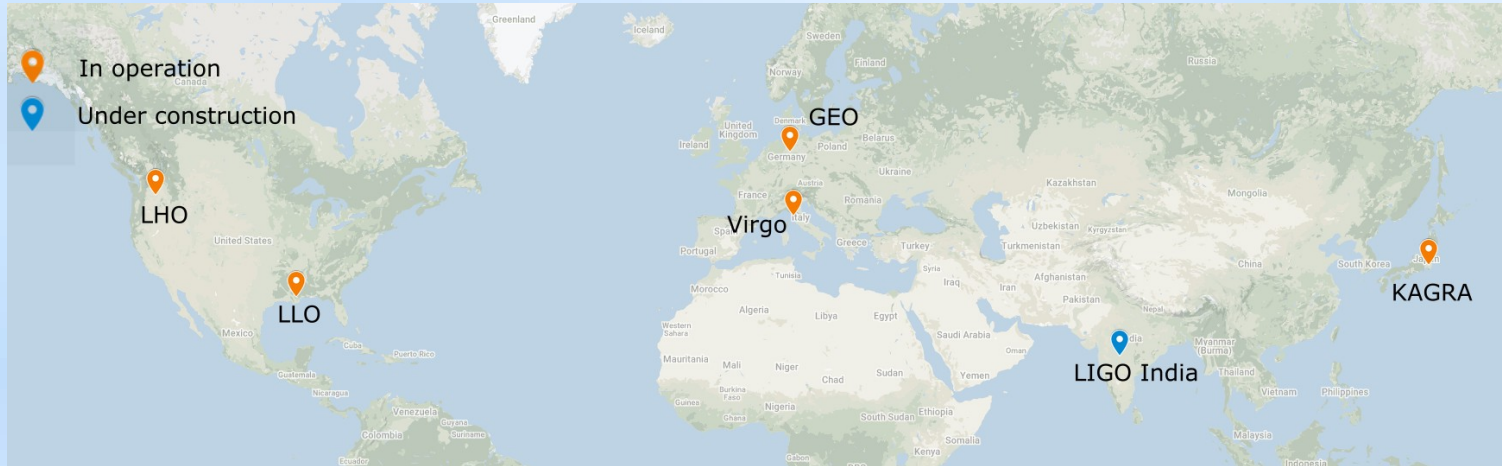 Greenland
Iceland
Sweden
Norway
Finland
Russia
In operation
Canada
Under construction
GEO
Denmark
United
Kingdom
Ireland
Belarus
Poland
Germany
Ukraine
Austria
Kazakhstan
Mongolia
France
Romania
LHO
Italy
Virgo
Spa
Portugal
Greece
Turkey
Uzbekistan
Kyrgyzstan
Turkmenistan
United States
China
South Korea
Japan
KAGRA
Syria
Tunisia
Iraq
Iran
Afghanistan
Morocco
LLO
Algeria
Libya
Egypt
Pakistan
Nepal
Western
Sahara
Saudi Arabia
Mexico
Cuba
Puerto Rico
Oman
dia
Myanmar
(Burma)
LIGO India
Mauritania
Mali
Niger
Chad
Sudan
Yemen
Thailand
Guatemala
Nicaragua
Burkina
Faso
Vietnam
Philippines
Guinea
Ghana
Nigeria
South Sudan
Ethiopia
Venezuela
Guyana
Suriname
Colombia
Somalia
Malaysia
Gabon
Kenya
Ecuador
Indonesia